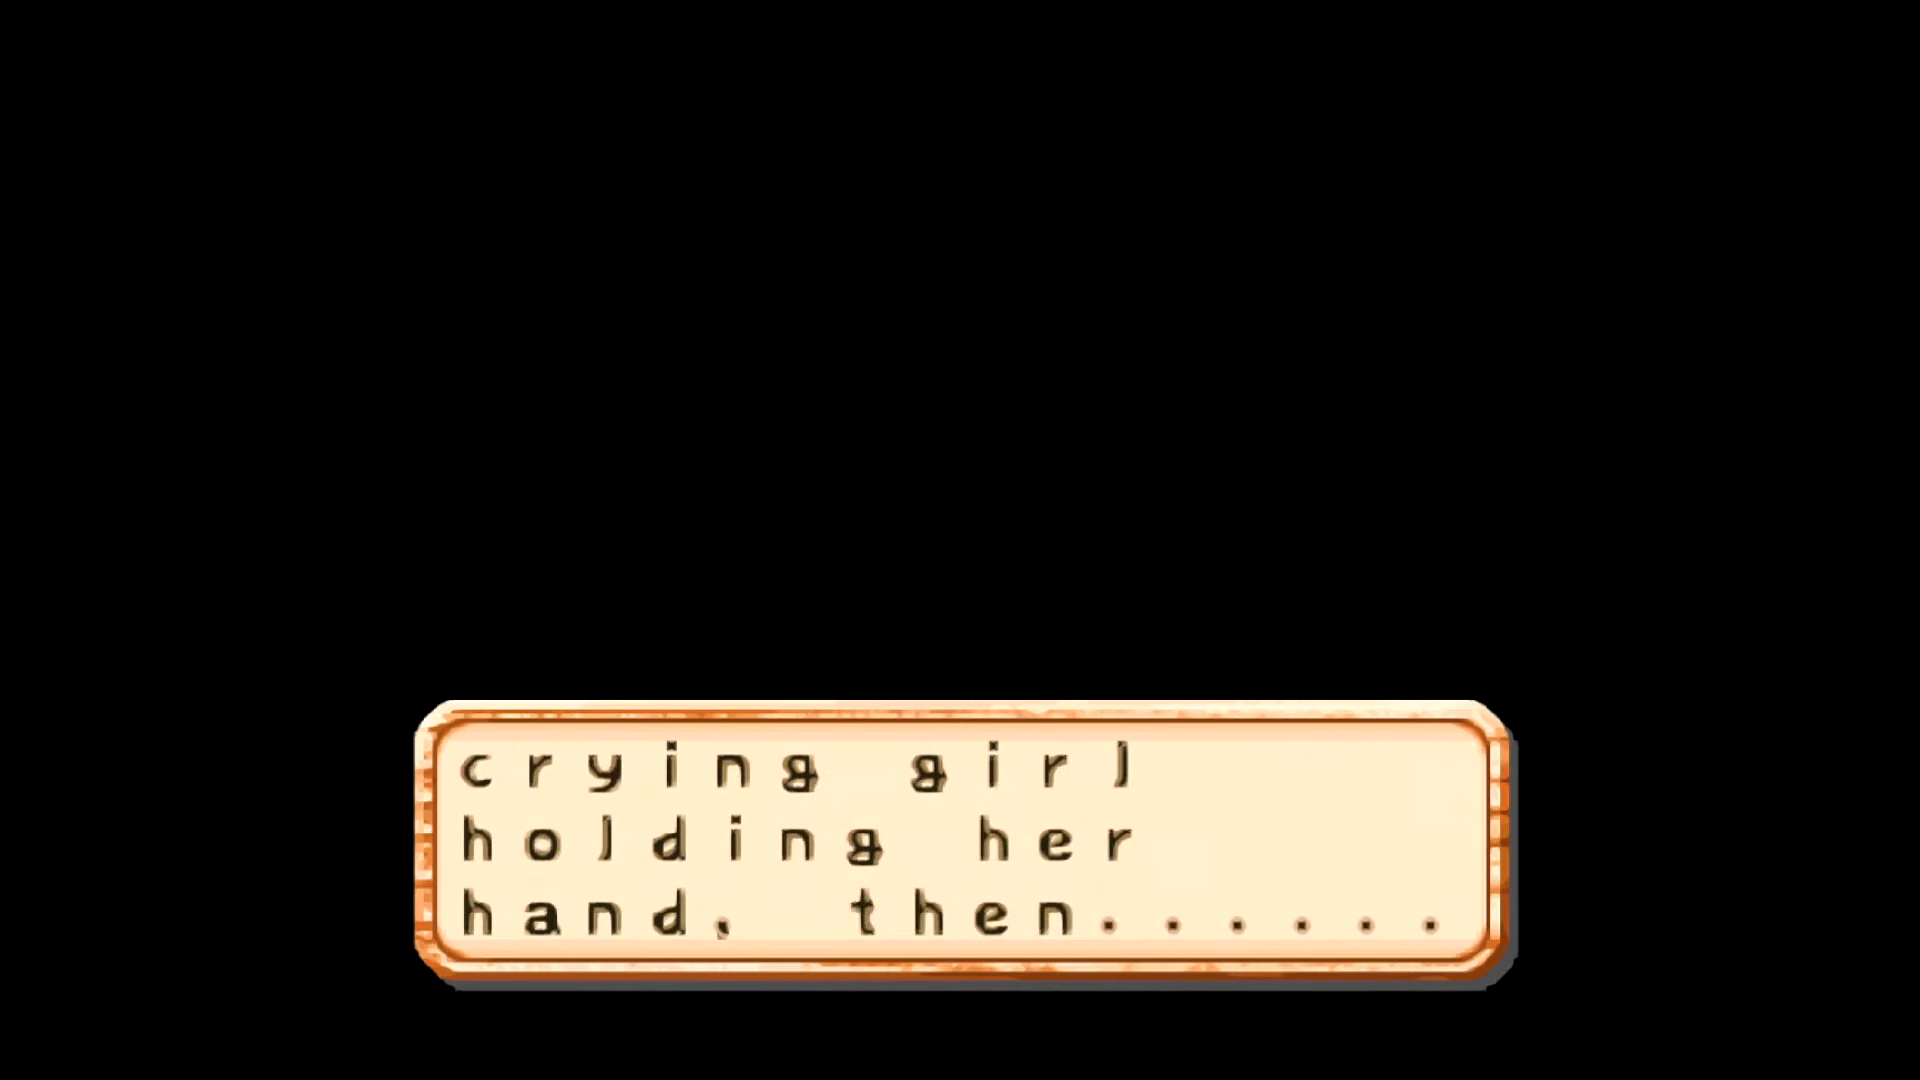 crying girl
holding her
hand, then......